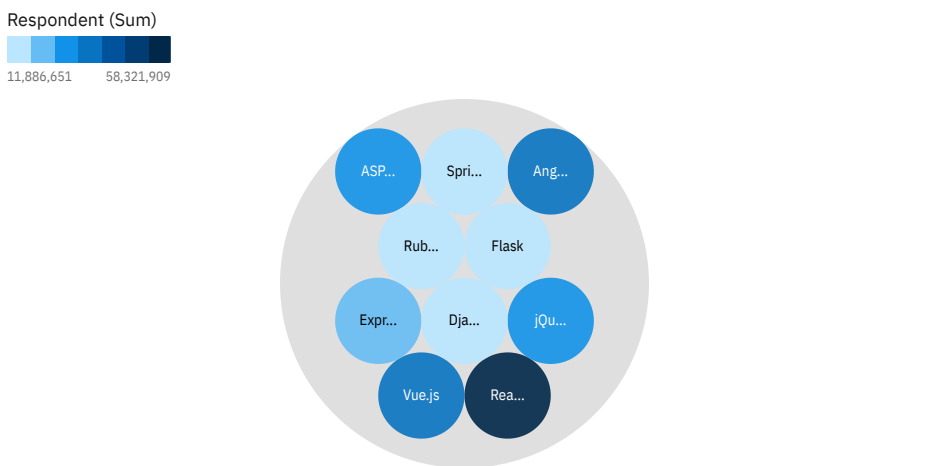 Respondent (Sum)
11,886,651 58,321,909
ASP... Spri... Ang...
Rub... Flask
Expr... Dja... jQu...
Vue.js Rea...